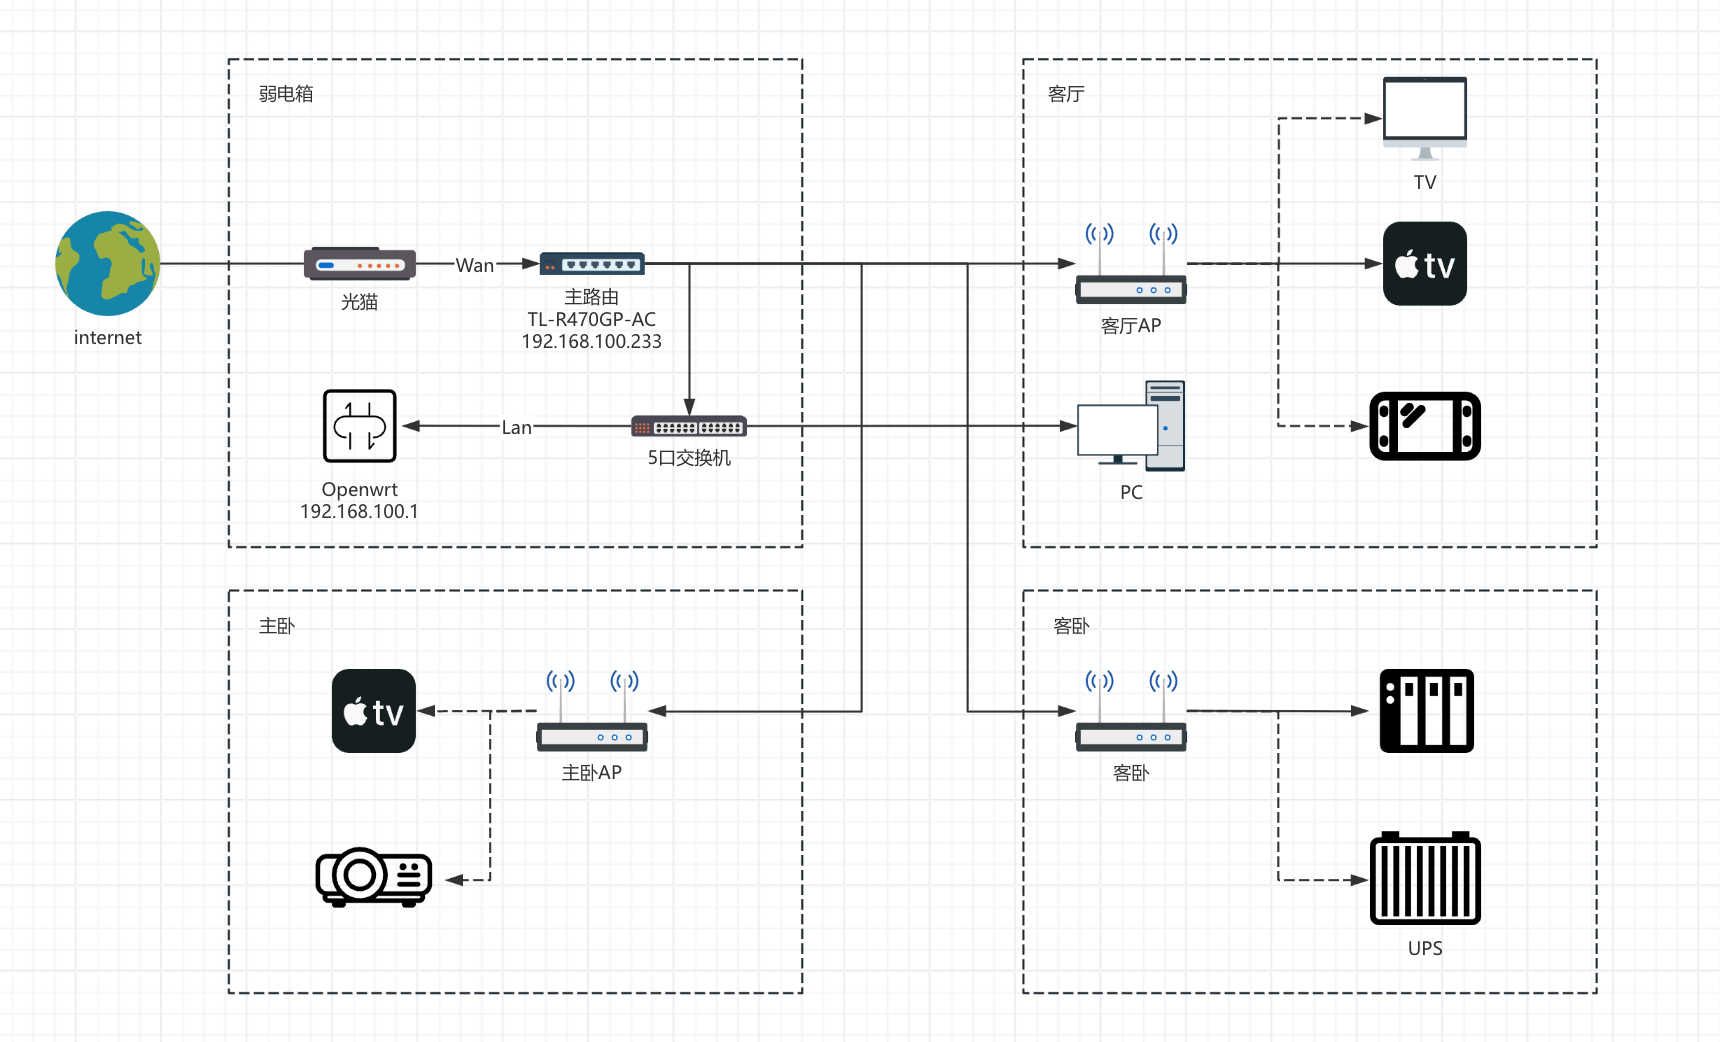 弱电箱
internet
光猫
Wan
主路由
TL-R470GP-AC
192.168.100.233
Openwrt
192.168.100.1
Lan
5口交换机
客厅
TV
tv
客厅AP
PC
主卧
tv
主卧AP
客卧
客卧
UPS